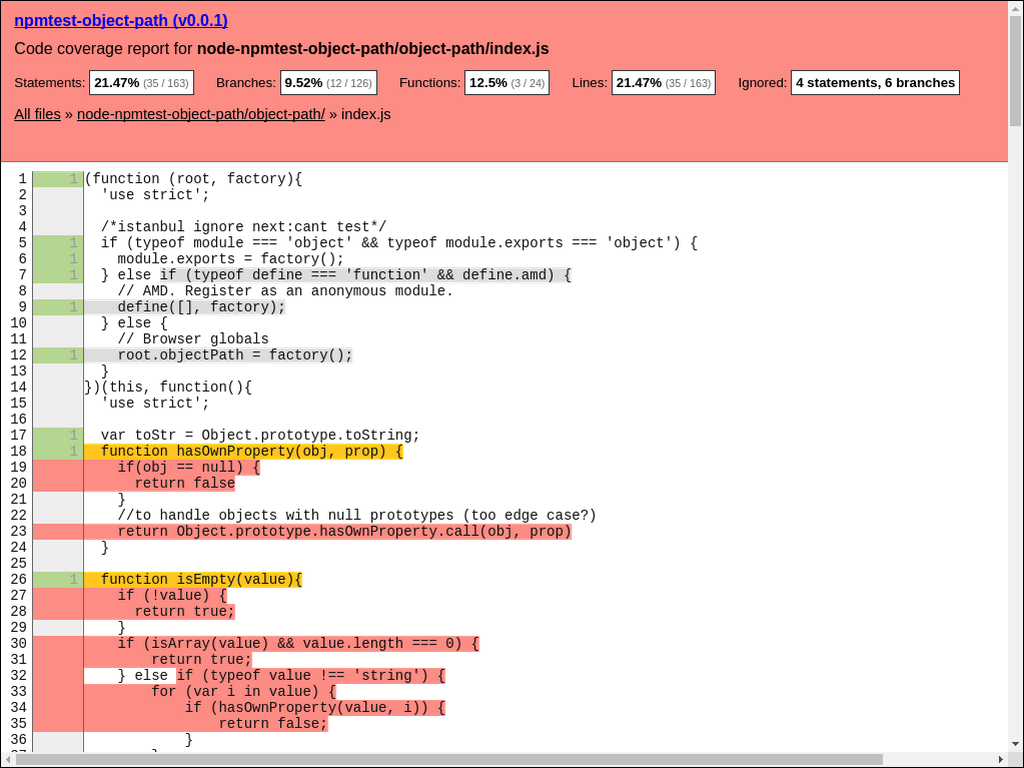 npmtest-object-path (v0.0.1)
Code coverage report for node-npmtest-object-path/object-path/index.js
Statements: 21.47% (35 / 163) Branches: 9.52% (12 / 126) Functions: 12.5% (3 / 24) Lines: 21.47% (35 / 163) Ignored: 4 statements, 6 branches
All files » node-npmtest-object-path/object-path/ » index.js
1 1 (function (root, factory){
2 'use strict';
3
4 /*istanbul ignore next:cant test*/
5 1 if (typeof module === 'object' && typeof module.exports === 'object') {
6 1 module.exports = factory();
7 1 } else if (typeof define === 'function' && define.amd) {
8 // AMD. Register as an anonymous module.
9 1 define([], factory);
10 } else {
11 // Browser globals
12 1 root.objectPath = factory();
13 }
14 })(this, function(){
15 'use strict';
16
17 1 var toStr = Object.prototype.toString;
18 1 function hasOwnProperty(obj, prop) {
19 if(obj == null) {
20 return false
21 }
22 //to handle objects with null prototypes (too edge case?)
23 return Object.prototype.hasOwnProperty.call(obj, prop)
24 }
25
26 1 function isEmpty(value){
27 if (!value) {
28 return true;
29 }
30 if (isArray(value) && value.length === 0) {
31 return true;
32 } else if (typeof value !== 'string') {
33 for (var i in value) {
34 if (hasOwnProperty(value, i)) {
35 return false;
36 }